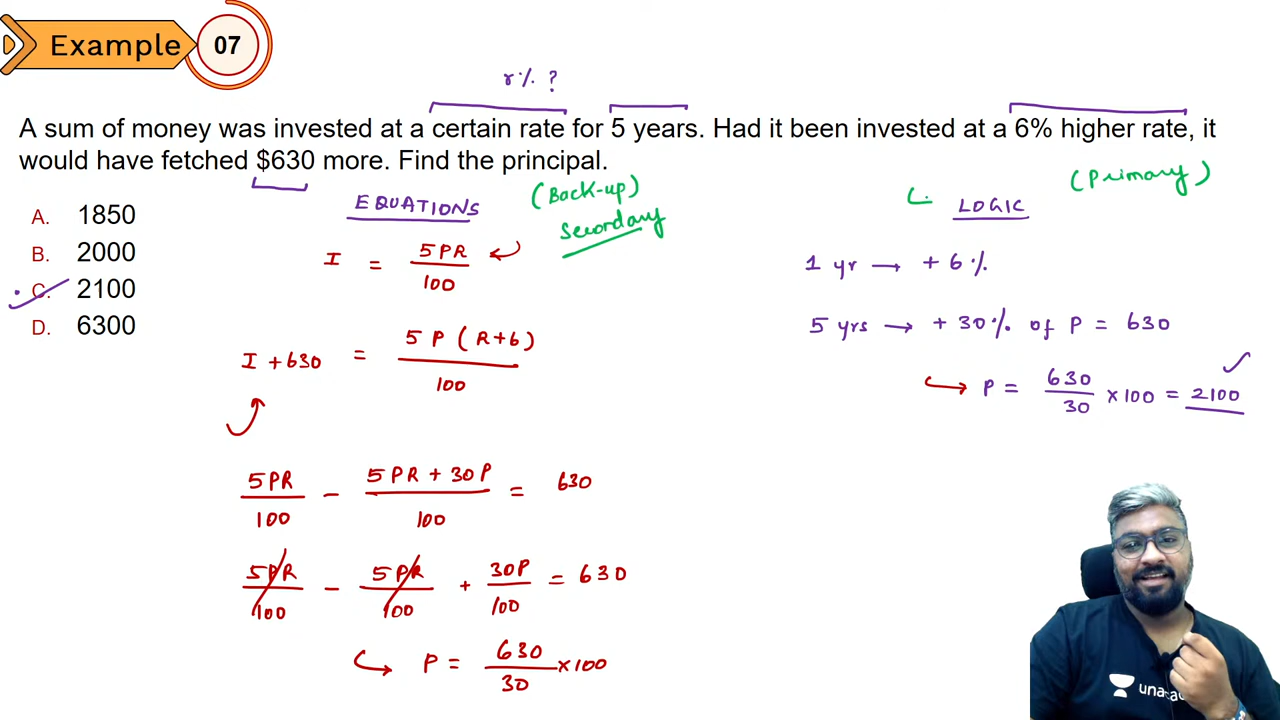 Example 07
r% ?
A sum of money was invested at a certain rate for 5 years. Had it been invested at a 6% higher rate, it
would have fetched $630 more. Find the principal.
A. 1850
B. 2000
C. 2100
D. 6300
EQUATIONS
(Back-up)
Secondary
I = 5PR / 100
I + 630 = 5 P (R+6) / 100
5PR / 100 - 5PR + 30P / 100 = 630
5PR / 100 - 5PR / 100 + 30P / 100 = 630
P = 630 / 30 × 100
(Primary)
LOGIC
1 yr → + 6%
5 yrs → + 30% of P = 630
P = 630 / 30 × 100 = 2100